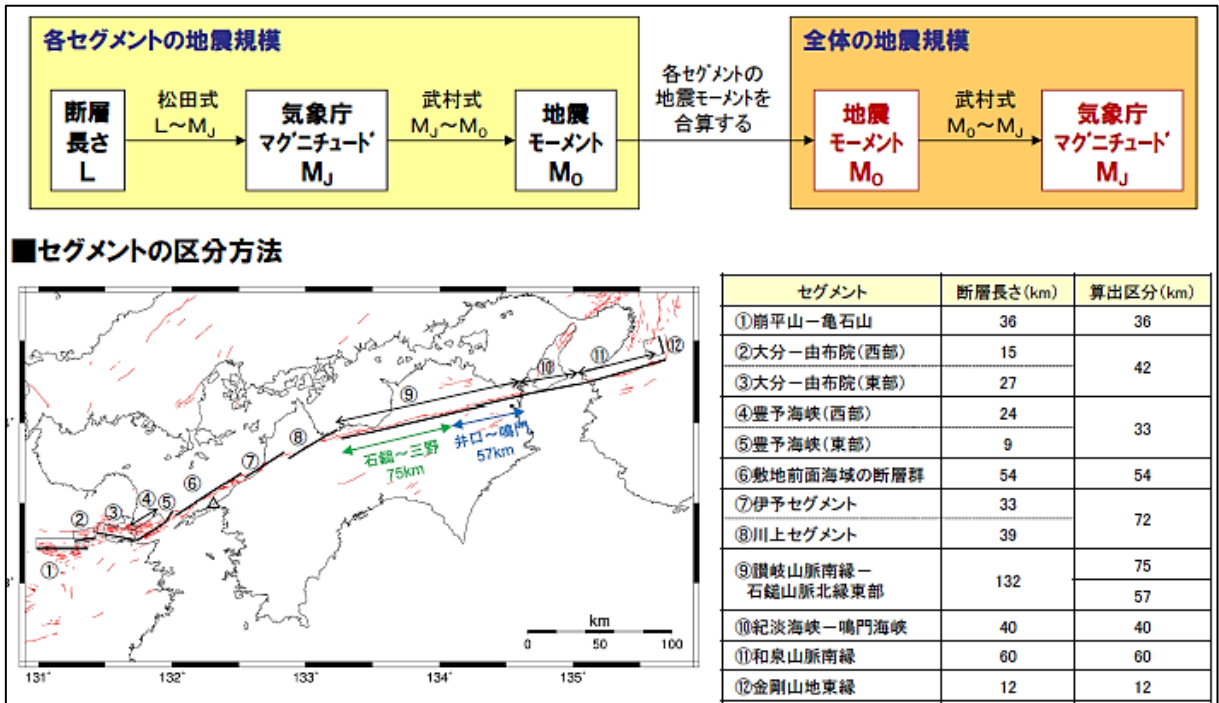 各セグメントの地震規模
断層
長さ
L
松田式
L～MJ
気象庁
マグニチュード
MJ
武村式
MJ～MO
地震
モーメント
MO
各セグメントの
地震モーメントを
合算する
全体の地震規模
地震
モーメント
MO
武村式
MO～MJ
気象庁
マグニチュード
MJ
■セグメントの区分方法
① ② ③ ④ ⑤ ⑥ ⑦ ⑧ ⑨ ⑩ ⑪ ⑫
石鎚～三野
75km
井口～鳴門
57km
km
0 50 100
131° 132° 133° 134° 135°
セグメント 断層長さ(km) 算出区分(km)
①崩平山－亀石山 36 36
②大分－由布院(西部) 15
42
③大分－由布院(東部) 27
④豊予海峡(西部) 24
33
⑤豊予海峡(東部) 9
⑥敷地前面海域の断層群 54 54
⑦伊予セグメント 33
72
⑧川上セグメント 39
⑨讃岐山脈南縁－
石鎚山脈北縁東部
132
75
57
⑩紀淡海峡－鳴門海峡 40 40
⑪和泉山脈南縁 60 60
⑫金剛山地東縁 12 12